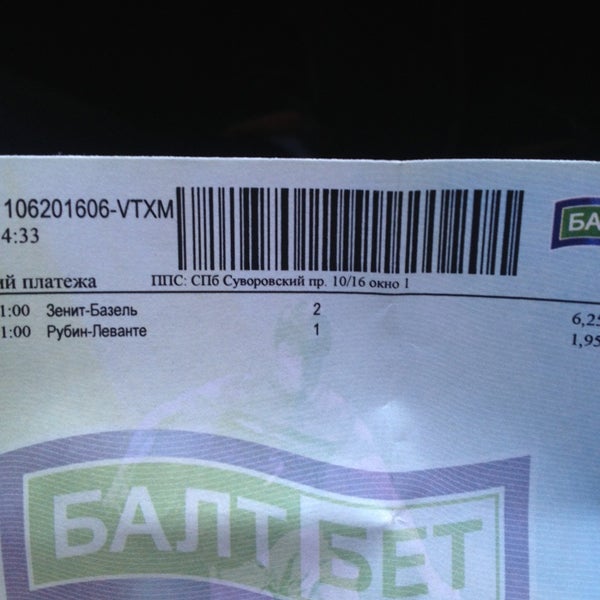 106201606-VTXM
4:33
БА
ий платежа ППС: СПб Суворовский пр. 10/16 окно 1
1:00 Зенит-Базель 2 6,25
1:00 Рубин-Леванте 1 1,95
БАЛТБЕТ